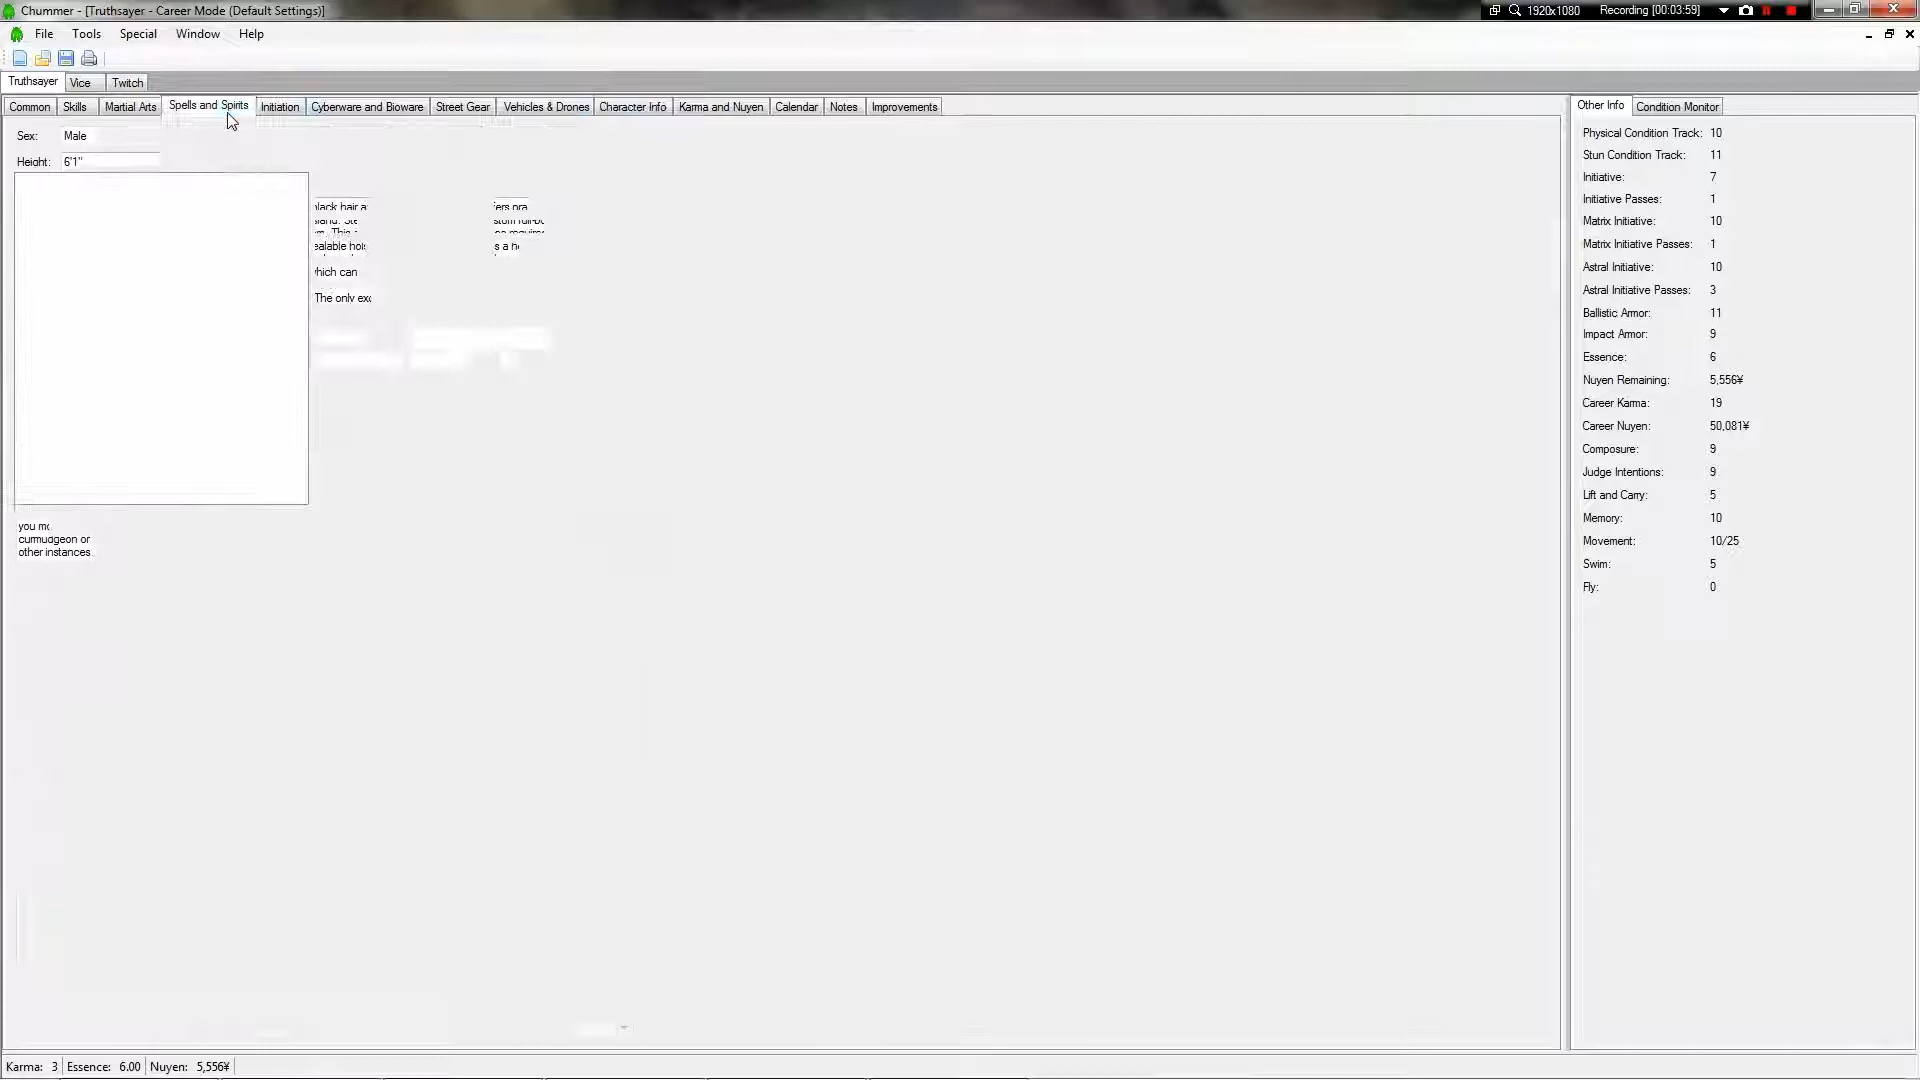 Chummer - [Truthsayer - Career Mode (Default Settings)]
1920x1080 Recording [00:03:59]
File Tools Special Window Help
Truthsayer Vice Twitch
Common Skills Martial Arts Spells and Spirits Initiation Cyberware and Bioware Street Gear Vehicles & Drones Character Info Karma and Nuyen Calendar Notes Improvements
Other Info Condition Monitor
Sex: Male
Height: 6'1"
black hair
s a h
which can
The only
you
curmudgeon or
other instances
Physical Condition Track: 10
Stun Condition Track: 11
Initiative: 7
Initiative Passes: 1
Matrix Initiative: 10
Matrix Initiative Passes: 1
Astral Initiative: 10
Astral Initiative Passes: 3
Ballistic Armor: 11
Impact Armor: 9
Essence: 6
Nuyen Remaining: 5,556¥
Career Karma: 19
Career Nuyen: 50,081¥
Composure: 9
Judge Intentions: 9
Lift and Carry: 5
Memory: 10
Movement: 10/25
Swim: 5
Fly: 0
Karma: 3 Essence: 6.00 Nuyen: 5,556¥